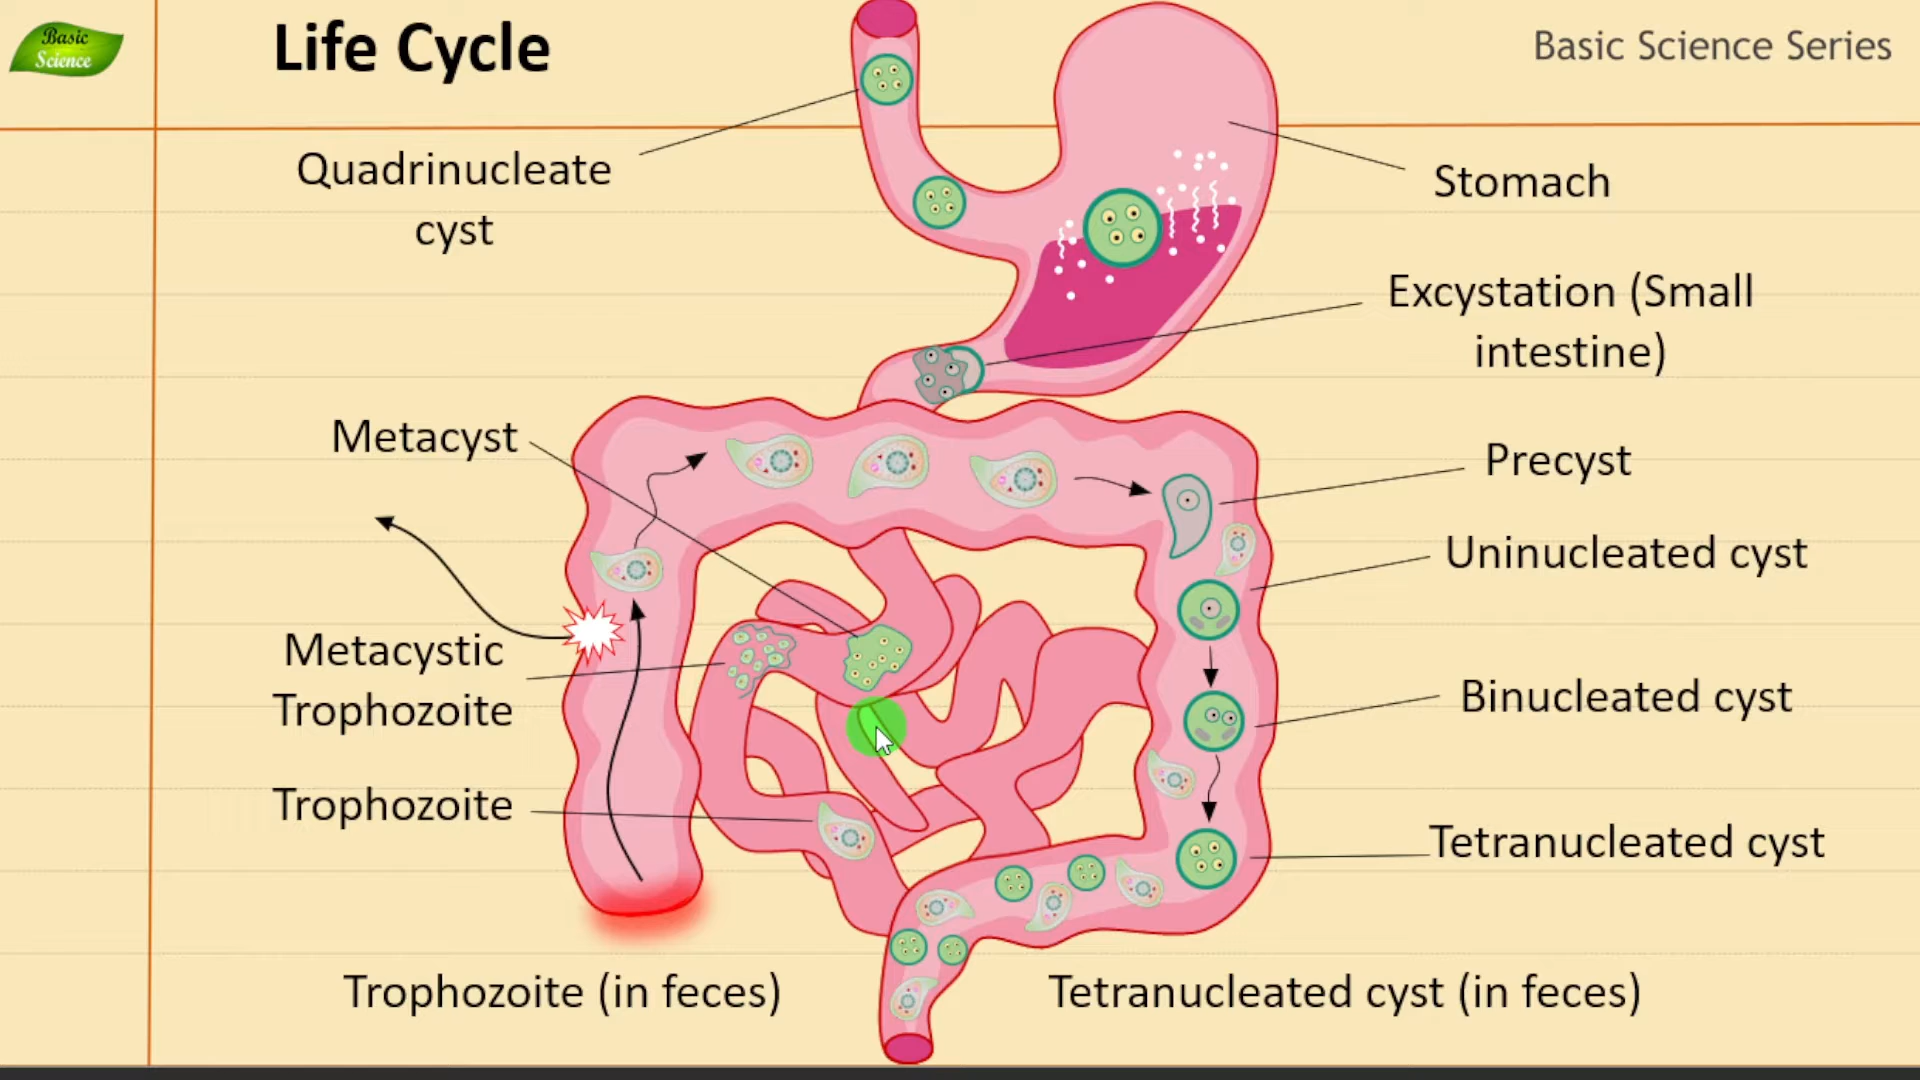 Basic
Science
Life Cycle
Basic Science Series
Quadrinucleate
cyst
Stomach
Excystation (Small
intestine)
Metacyst
Precyst
Uninucleated cyst
Metacystic
Trophozoite
Binucleated cyst
Trophozoite
Tetranucleated cyst
Trophozoite (in feces)
Tetranucleated cyst (in feces)